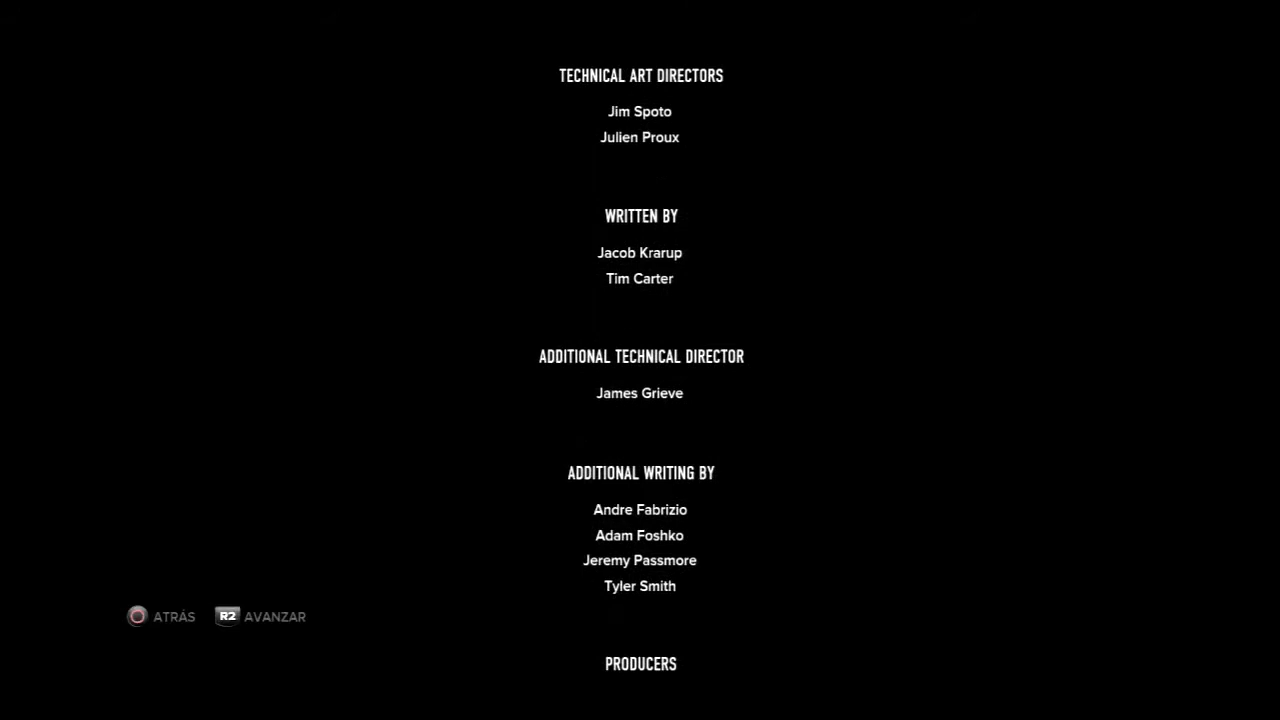 TECHNICAL ART DIRECTORS
Jim Spoto
Julien Proux
WRITTEN BY
Jacob Krarup
Tim Carter
ADDITIONAL TECHNICAL DIRECTOR
James Grieve
ADDITIONAL WRITING BY
Andre Fabrizio
Adam Foshko
Jeremy Passmore
Tyler Smith
ATRÁS R2 AVANZAR
PRODUCERS